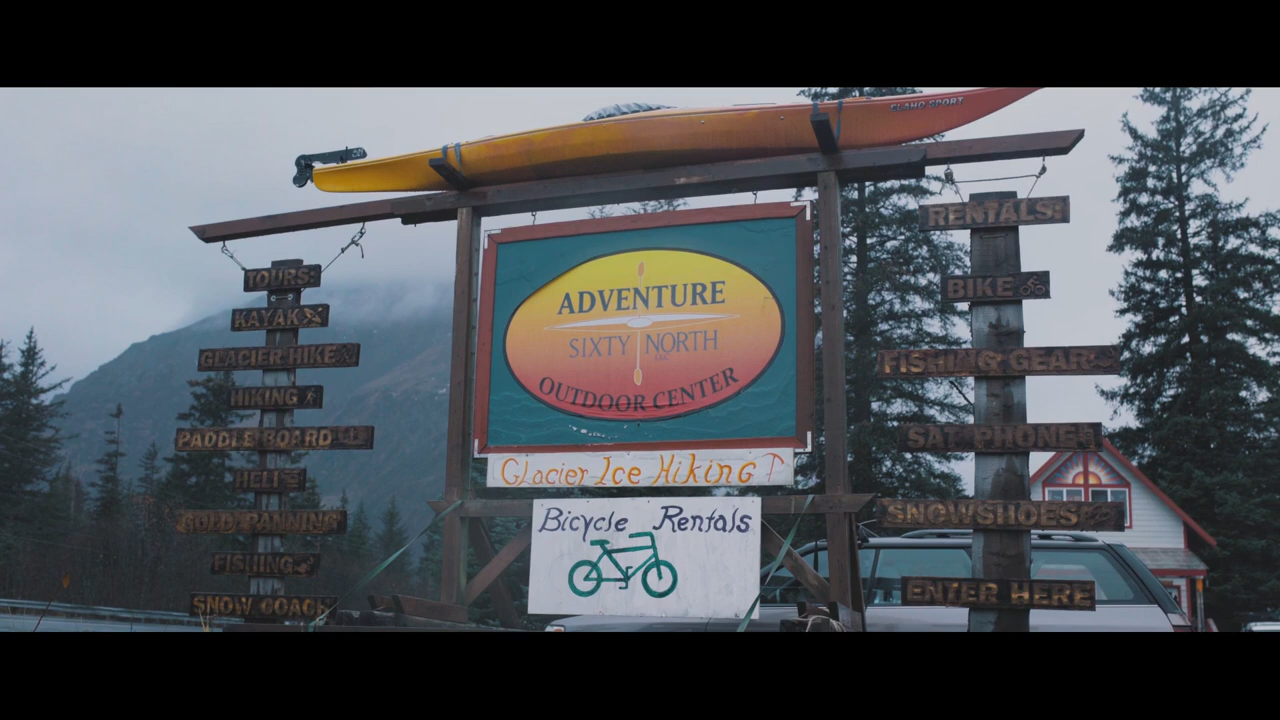 CLAHO SPORT
TOURS:
KAYAK
GLACIER HIKE
HIKING
PADDLE BOARD
HELI
GOLD PANNING
FISHING
SNOW COACH
ADVENTURE
SIXTY NORTH
LLC
OUTDOOR CENTER
Glacier Ice Hiking
Bicycle Rentals
RENTALS:
BIKE
FISHING GEAR
SAT PHONE
SNOWSHOES
ENTER HERE